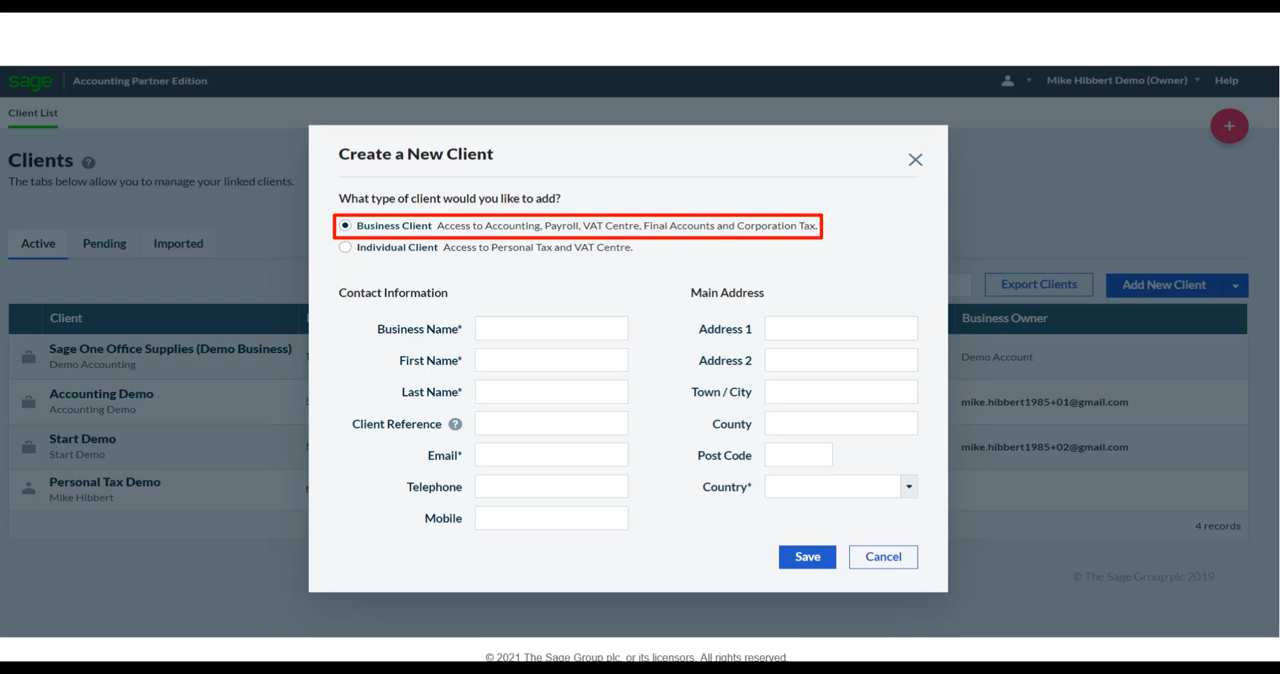 sage Accounting Partner Edition Mike Hibbert Demo (Owner) Help
Client List
+
Clients ?
The tabs below allow you to manage your linked clients.
Active Pending Imported
Export Clients Add New Client
Client Business Owner
Sage One Office Supplies (Demo Business)
Demo Accounting Demo Account
Accounting Demo
Accounting Demo mike.hibbert1985+01@gmail.com
Start Demo
Start Demo mike.hibbert1985+02@gmail.com
Personal Tax Demo
Mike Hibbert
4 records
© The Sage Group plc 2019
Create a New Client
What type of client would you like to add?
Business Client Access to Accounting, Payroll, VAT Centre, Final Accounts and Corporation Tax.
Individual Client Access to Personal Tax and VAT Centre.
Contact Information Main Address
Business Name* Address 1
First Name* Address 2
Last Name* Town / City
Client Reference ? County
Email* Post Code
Telephone Country*
Mobile
Save Cancel
© 2021 The Sage Group plc, or its licensors. All rights reserved.